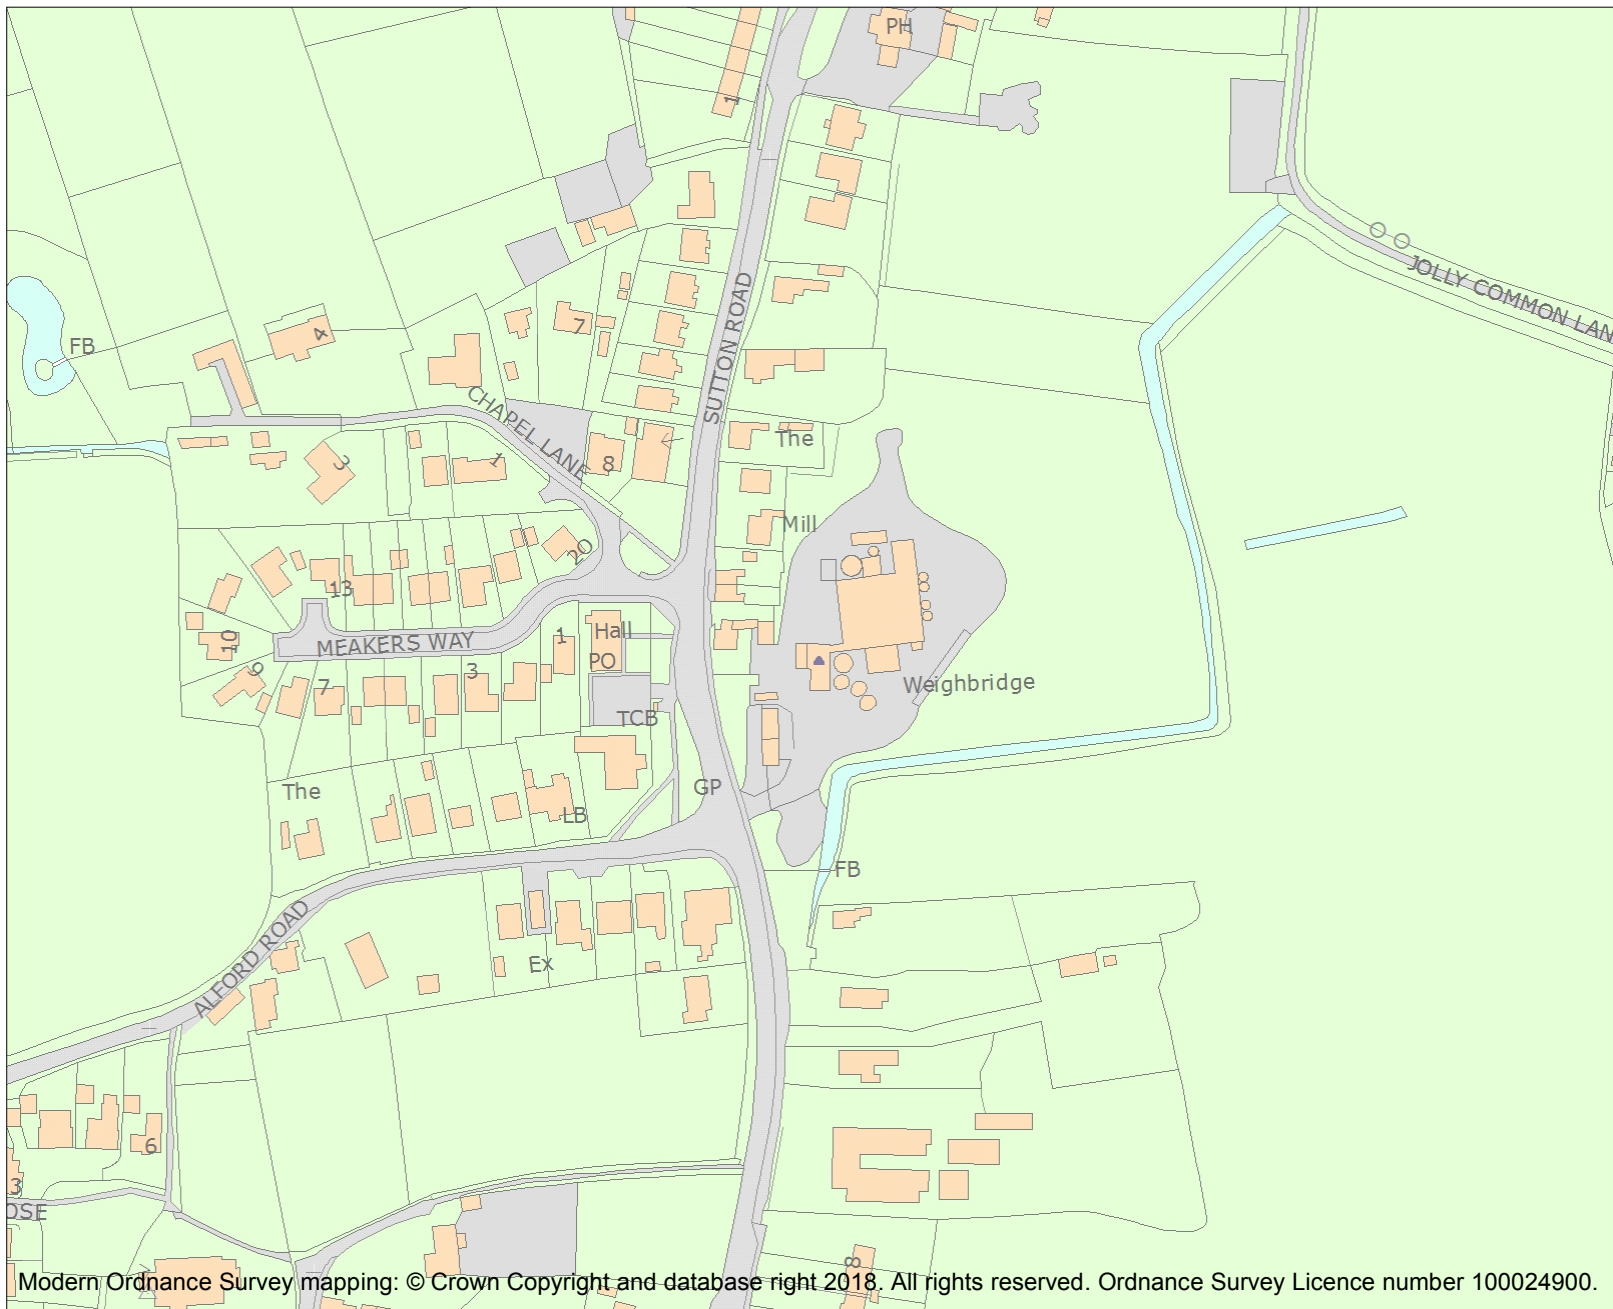 PH
1
JOLLY COMMON LAN
SUTTON ROAD
FB
4
7
CHAPEL LANE
The
8
3
1
Mill
20
13
MEAKERS WAY
10
9
1
Hall
PO
3
7
Weighbridge
TCB
GP
The
LB
FB
ALFORD ROAD
Ex
6
3
OSE
8
Modern Ordnance Survey mapping: © Crown Copyright and database right 2018. All rights reserved. Ordnance Survey Licence number 100024900.